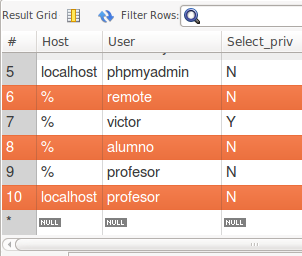 Result Grid Filter Rows:
# Host User Select_priv
5 localhost phpmyadmin N
6 % remote N
7 % victor Y
8 % alumno N
9 % profesor N
10 localhost profesor N
* NULL NULL NULL